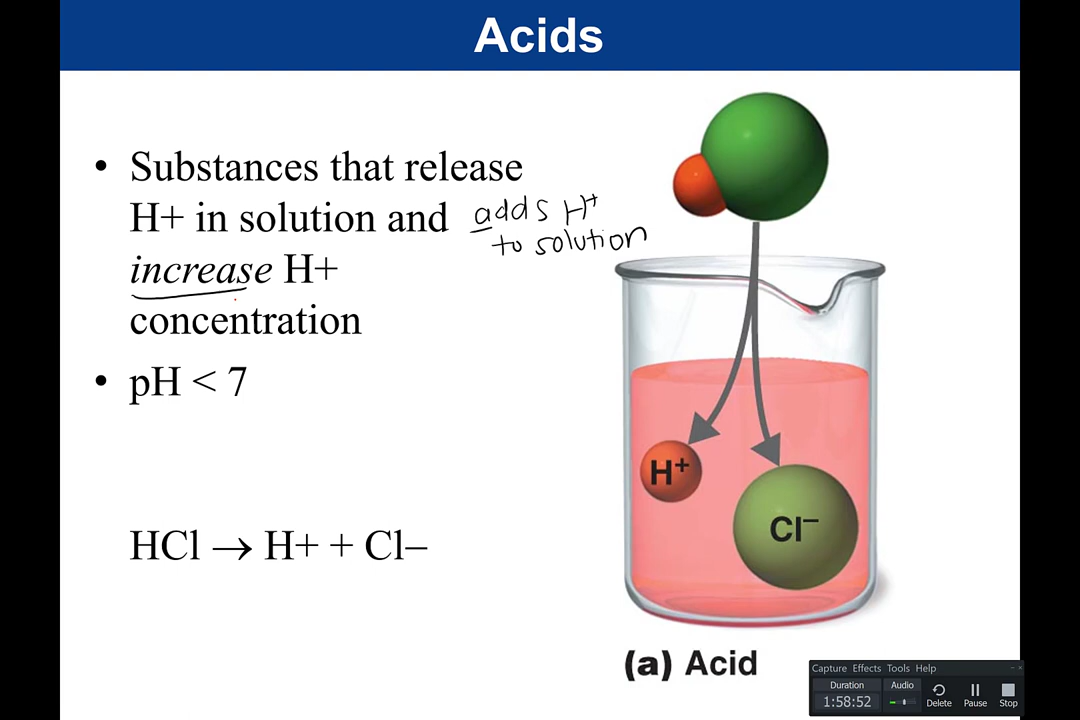 Acids
• Substances that release
H+ in solution and
increase H+
concentration
adds H⁺
to solution
• pH < 7
HCl → H+ + Cl–
H⁺
Cl⁻
(a) Acid
Capture Effects Tools Help
Duration
Audio
1:58:52
Delete
Pause
Stop